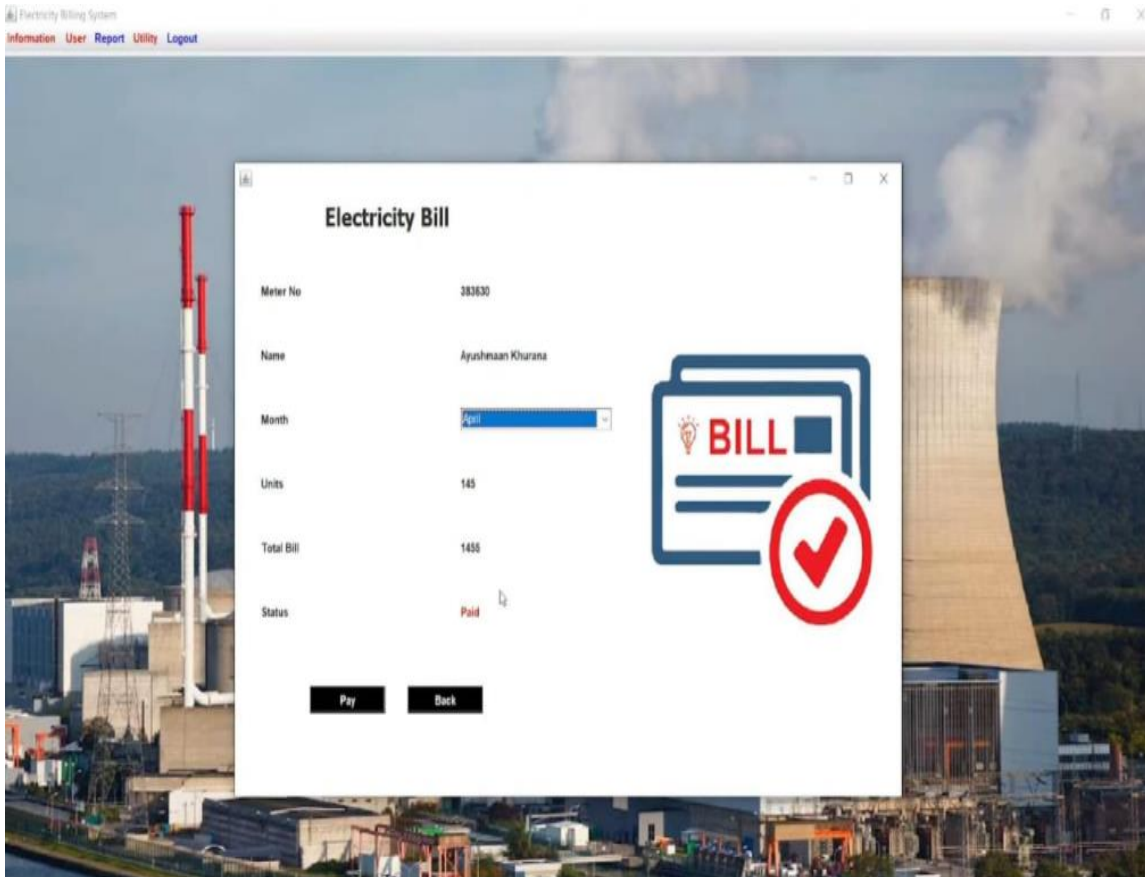 Electricity Billing System
Information User Report Utility Logout
Electricity Bill
Meter No 383630
Name Ayushmaan Khurana
Month April
Units 145
Total Bill 1455
Status Paid
BILL
Pay Back